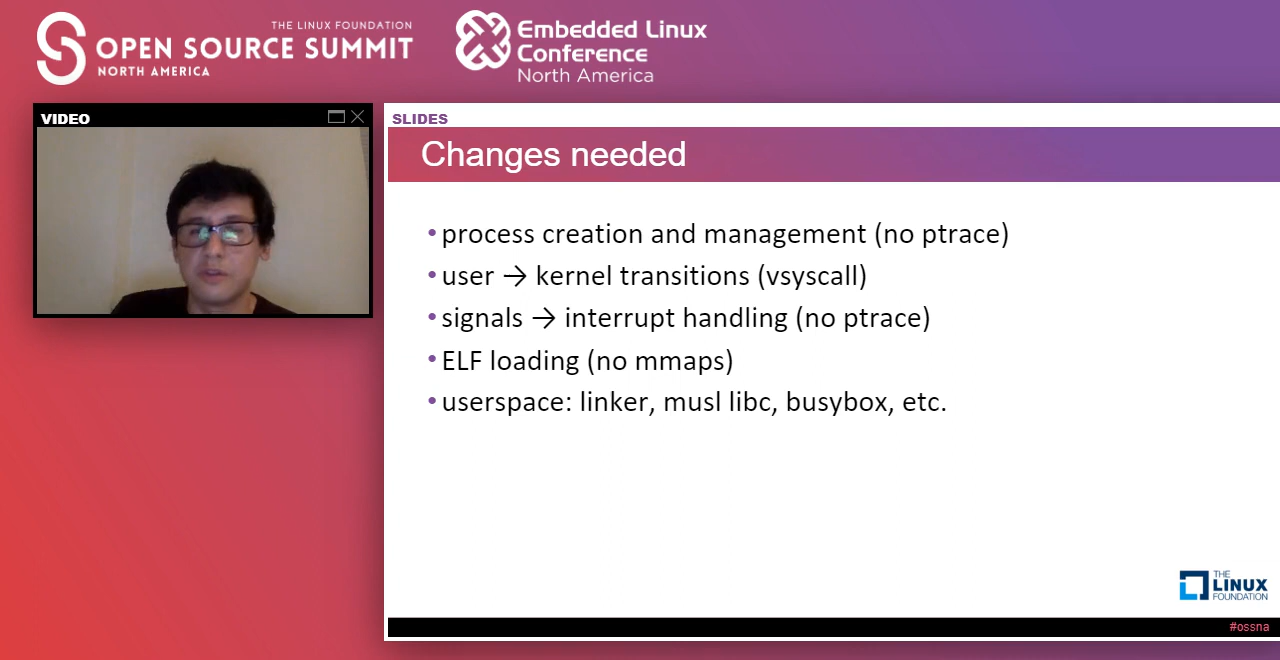 THE LINUX FOUNDATION
OPEN SOURCE SUMMIT
NORTH AMERICA
Embedded Linux
Conference
North America
VIDEO
SLIDES
Changes needed
• process creation and management (no ptrace)
• user → kernel transitions (vsyscall)
• signals → interrupt handling (no ptrace)
• ELF loading (no mmaps)
• userspace: linker, musl libc, busybox, etc.
THE
LINUX
FOUNDATION
#ossna